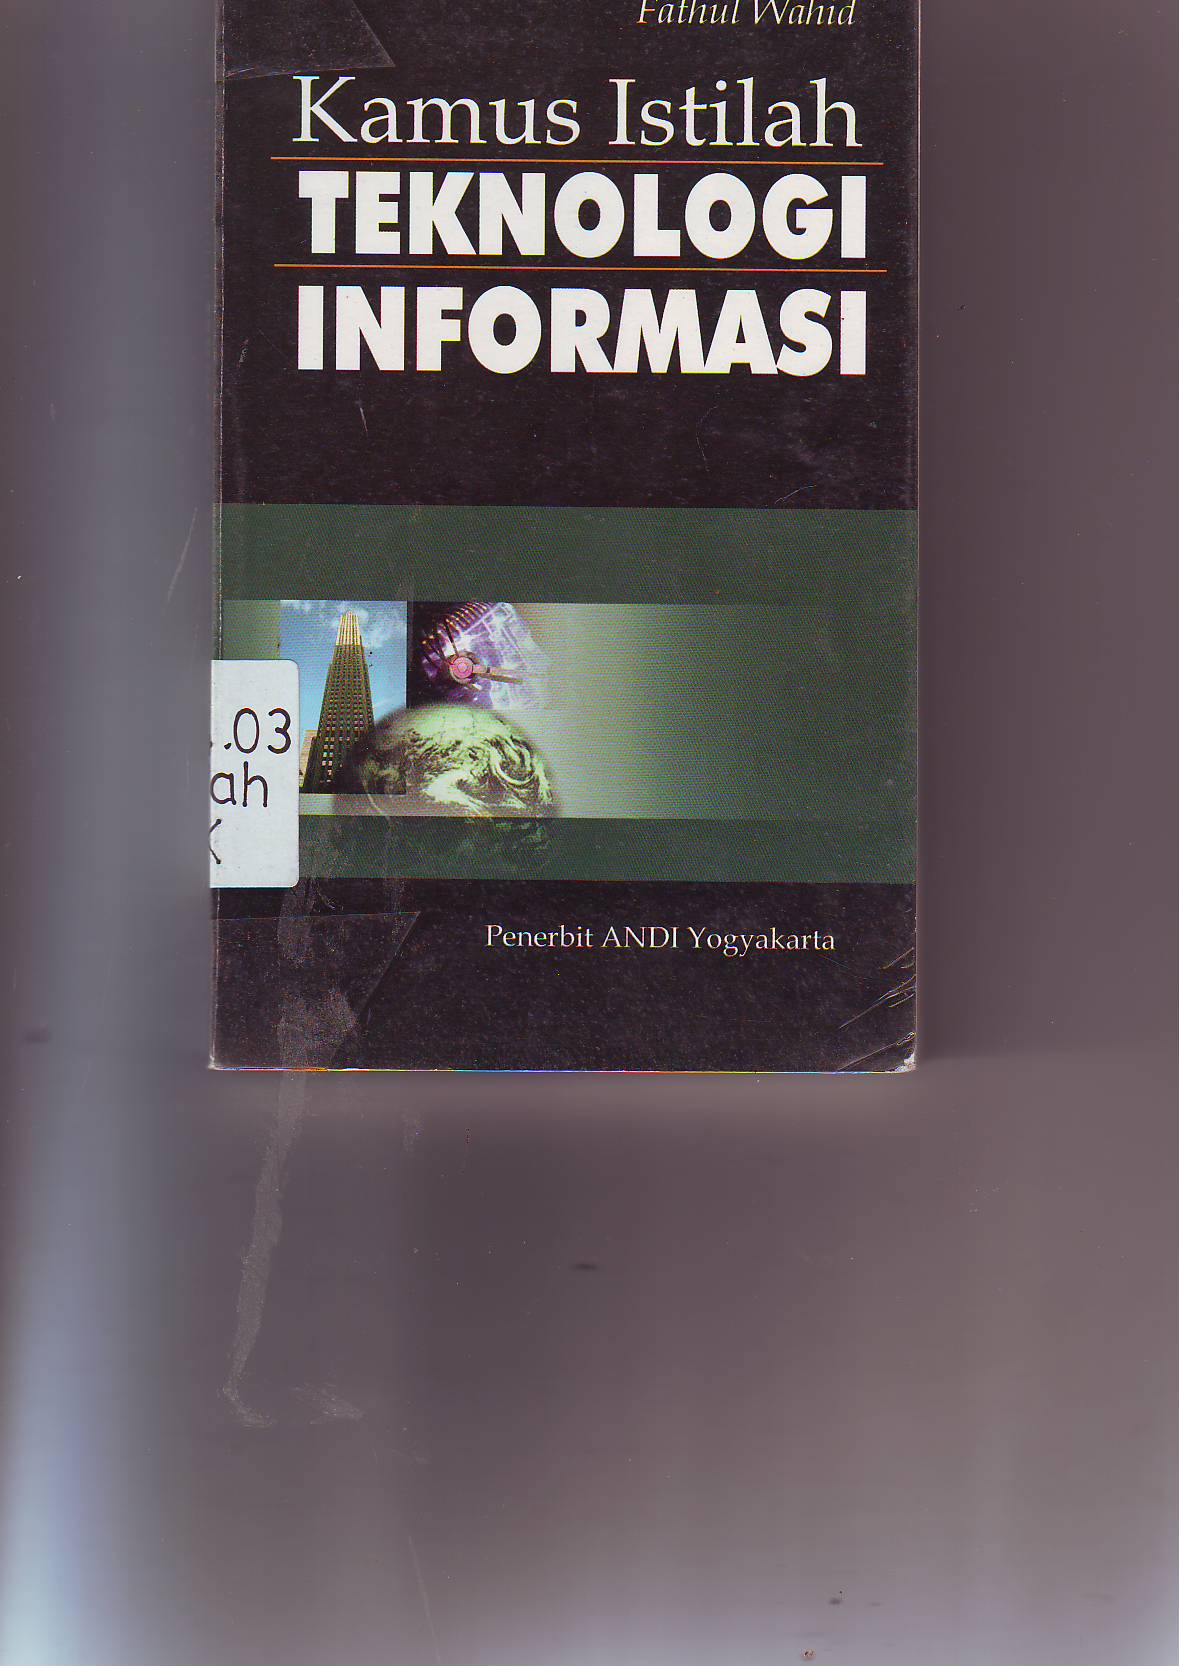 Fathul Wahid
Kamus Istilah
TEKNOLOGI
INFORMASI
.03
ah
Penerbit ANDI Yogyakarta